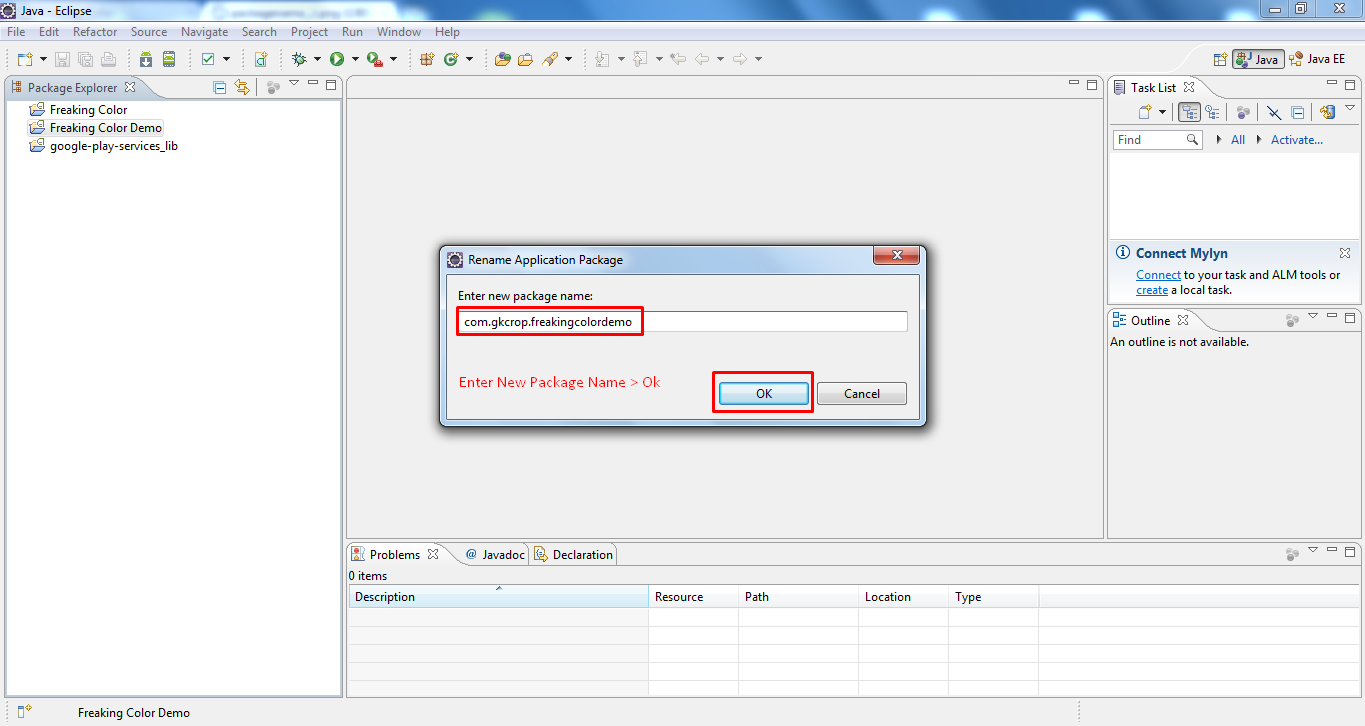 Java - Eclipse
File Edit Refactor Source Navigate Search Project Run Window Help
Java Java EE
Package Explorer
Freaking Color
Freaking Color Demo
google-play-services_lib
Task List
Find All Activate...
Connect Mylyn
Connect to your task and ALM tools or
create a local task.
Outline
An outline is not available.
Rename Application Package
Enter new package name:
com.gkcrop.freakingcolordemo
Enter New Package Name > Ok
OK Cancel
Problems @ Javadoc Declaration
0 items
Description Resource Path Location Type
Freaking Color Demo